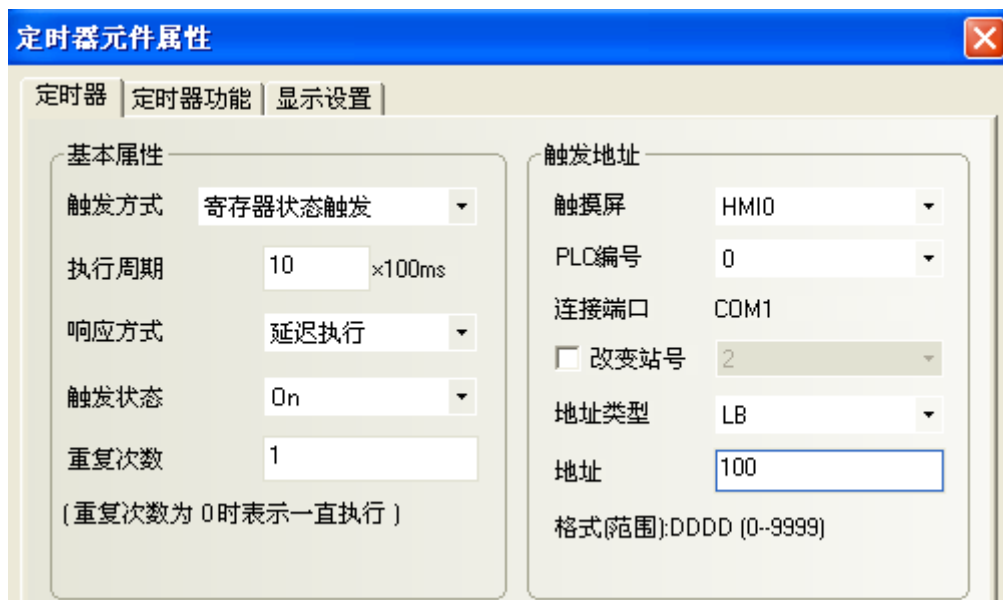 定时器元件属性
定时器 定时器功能 显示设置
基本属性
触发方式 寄存器状态触发
执行周期 10 ×100ms
响应方式 延迟执行
触发状态 On
重复次数 1
(重复次数为 0时表示一直执行 )
触发地址
触摸屏 HMI0
PLC编号 0
连接端口 COM1
改变站号 2
地址类型 LB
地址 100
格式(范围):DDDD (0--9999)